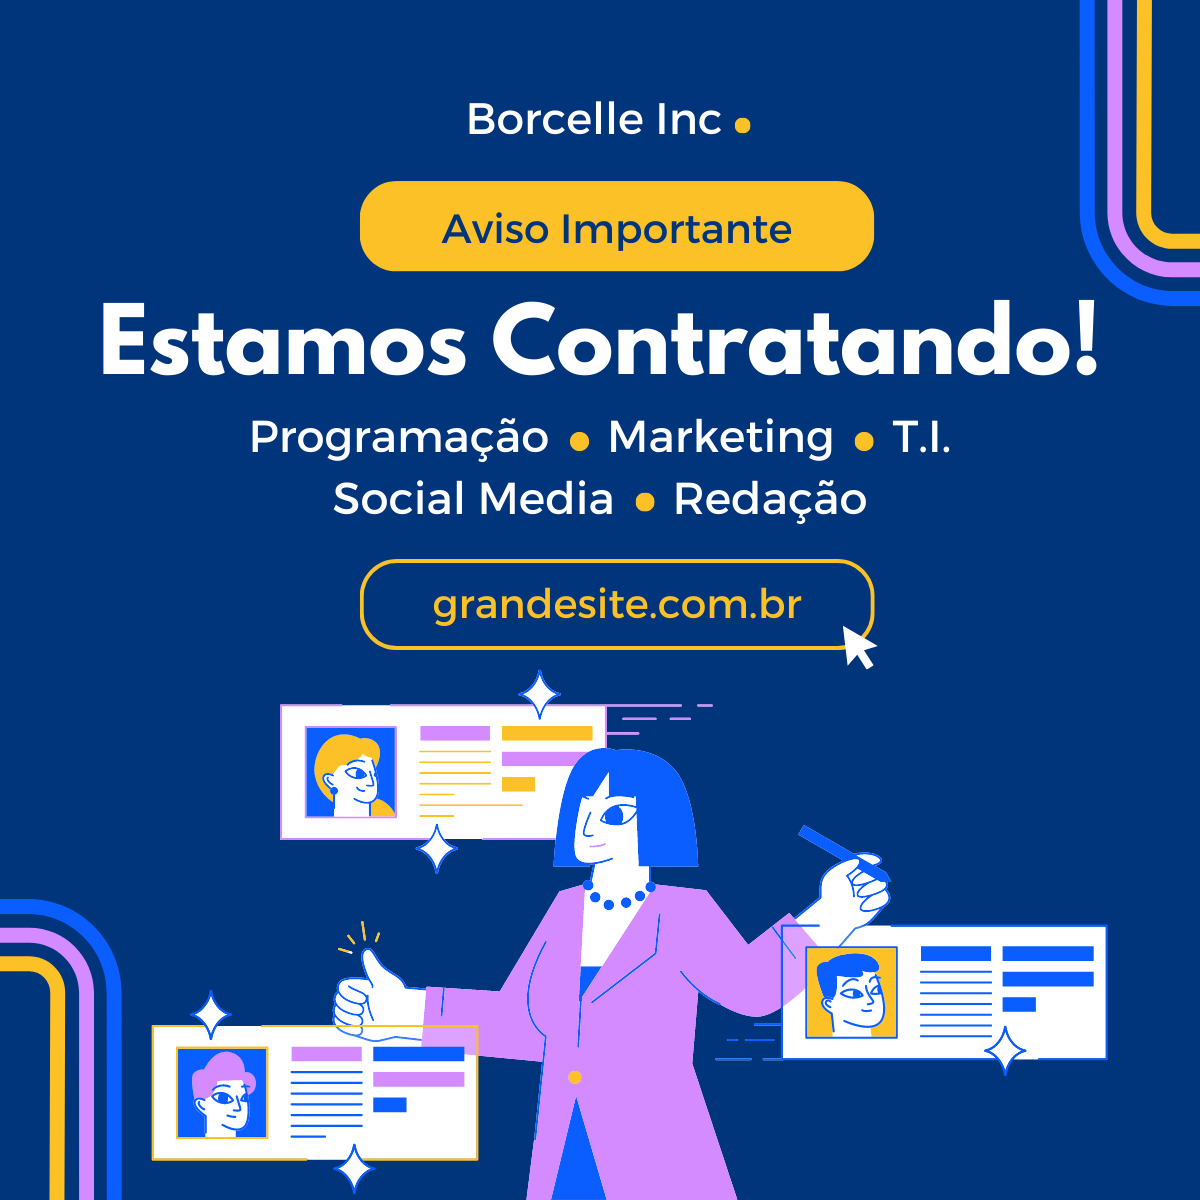 Borcelle Inc
Aviso Importante
Estamos Contratando!
Programação • Marketing • T.I.
Social Media • Redação
grandesite.com.br